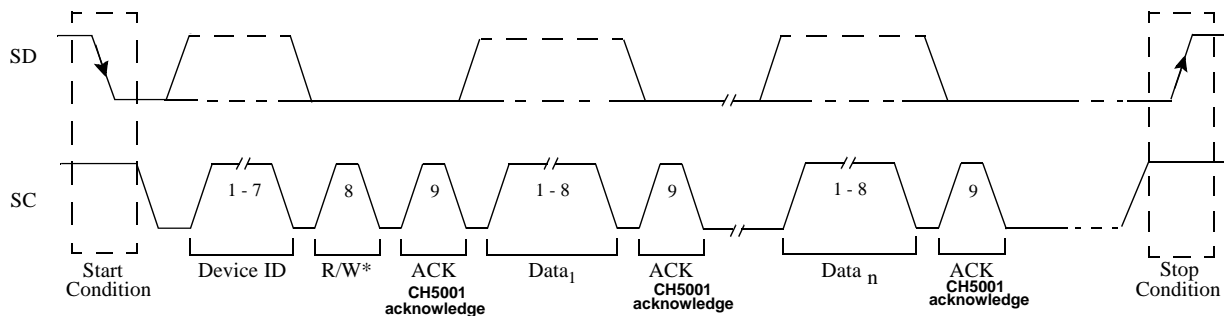 SD
SC
1 - 7
8
9
1 - 8
9
1 - 8
9
Start
Condition
Device ID
R/W*
ACK
CH5001
acknowledge
Data1
ACK
CH5001
acknowledge
Data n
ACK
CH5001
acknowledge
Stop
Condition